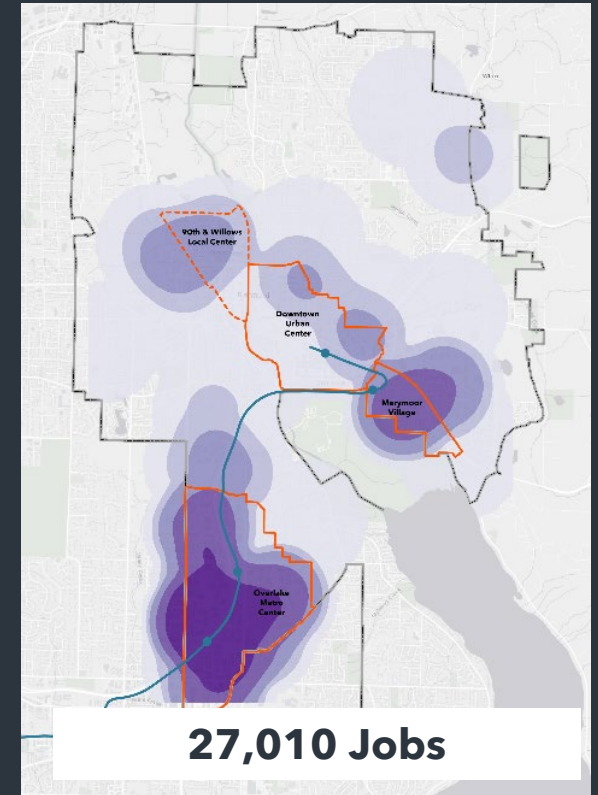 90th & Willows
Local Center
Downtown
Urban
Center
Marymoor
Village
Overlake
Metro
Center
27,010 Jobs